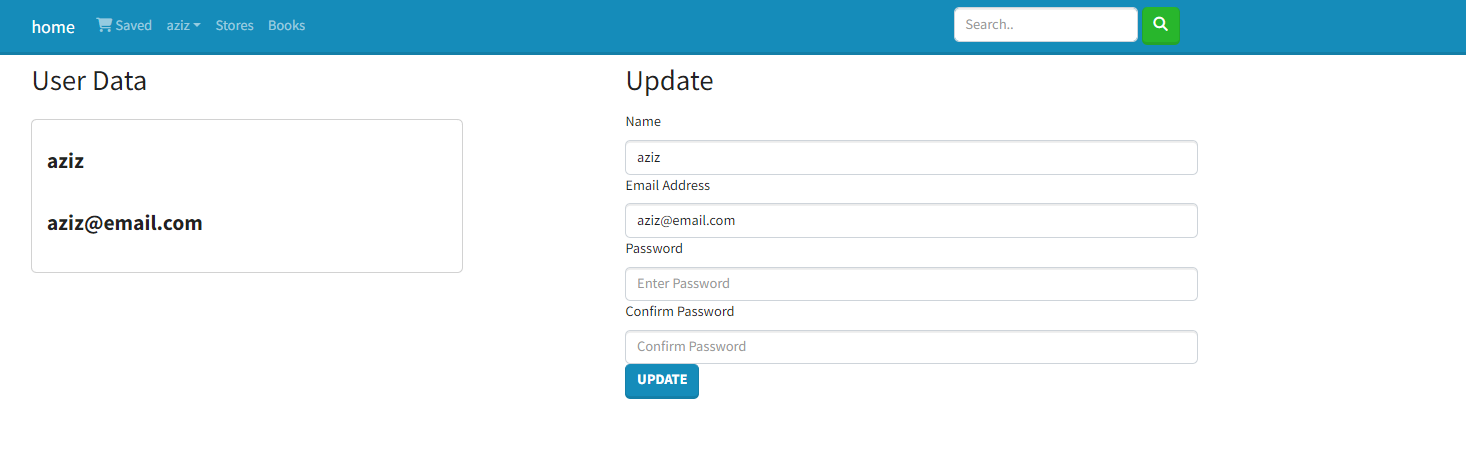 home Saved aziz Stores Books Search..
User Data
aziz
aziz@email.com
Update
Name
aziz
Email Address
aziz@email.com
Password
Enter Password
Confirm Password
Confirm Password
UPDATE